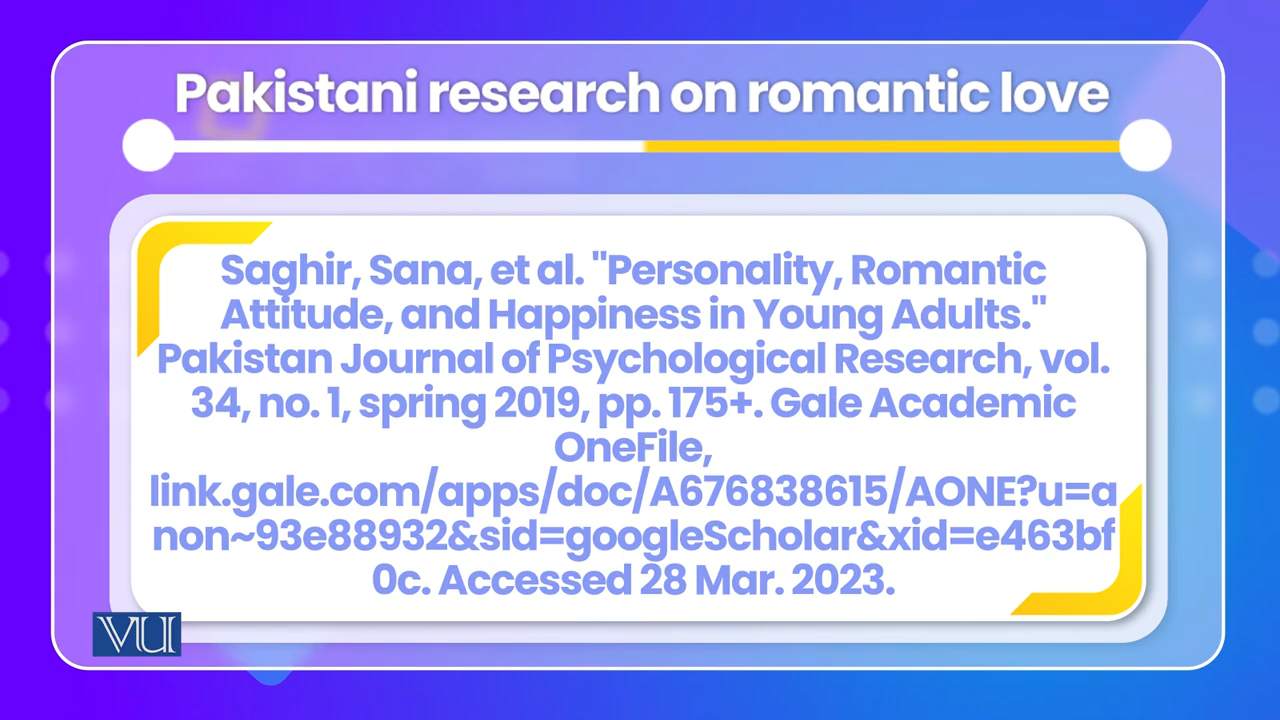 Pakistani research on romantic love
Saghir, Sana, et al. "Personality, Romantic
Attitude, and Happiness in Young Adults."
Pakistan Journal of Psychological Research, vol.
34, no. 1, spring 2019, pp. 175+. Gale Academic
OneFile,
link.gale.com/apps/doc/A676838615/AONE?u=a
non~93e88932&sid=googleScholar&xid=e463bf
0c. Accessed 28 Mar. 2023.
VU